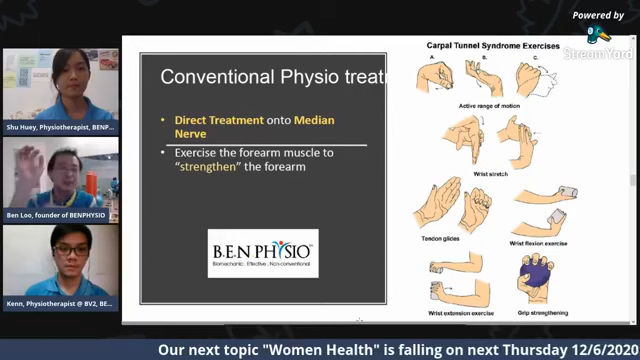 Powered by
StreamYard
Shu Huey, Physiotherapist, BENP...
Ben Loo, founder of BENPHYSIO
Kenn, Physiotherapist @ BV2, BE...
Conventional Physio treatr
• Direct Treatment onto Median
Nerve
• Exercise the forearm muscle to
“strengthen” the forearm
B.E.N PHYSIO™
Biomechanic . Effective . Non-conventional
Carpal Tunnel Syndrome Exercises
A. B. C.
Active range of motion
Wrist stretch
Tendon glides
Wrist flexion exercise
Wrist extension exercise
Grip strengthening
Our next topic "Women Health" is falling on next Thursday 12/6/2020